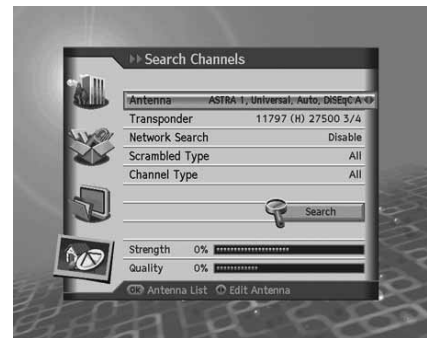 Search Channels
Antenna ASTRA 1, Universal, Auto, DiSEqC A
Transponder 11797 (H) 27500 3/4
Network Search Disable
Scrambled Type All
Channel Type All
Search
Strength 0%
Quality 0%
OK Antenna List Edit Antenna